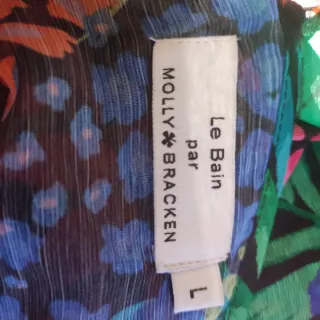 Le Bain
par
MOLLY BRACKEN
L